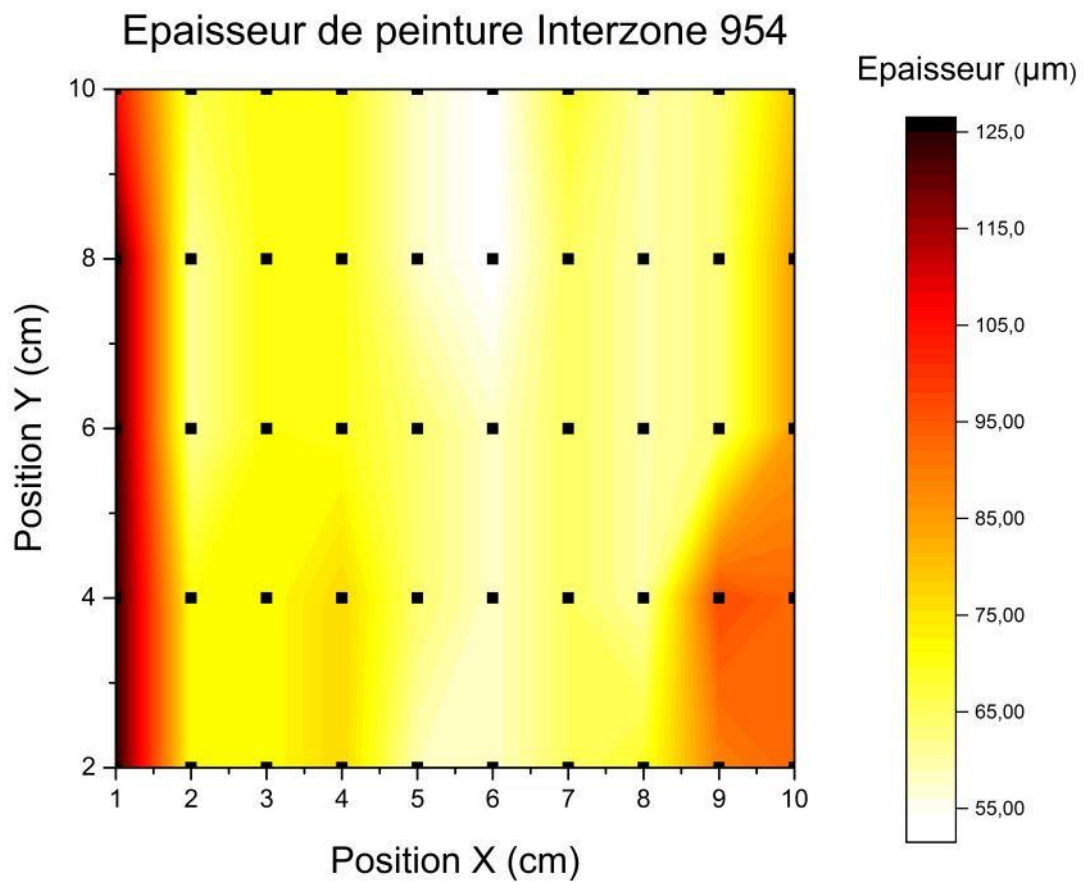 Epaisseur de peinture Interzone 954
Epaisseur (µm)
125,0
115,0
105,0
95,00
85,00
75,00
65,00
55,00
Position Y (cm)
10
8
6
4
2
1 2 3 4 5 6 7 8 9 10
Position X (cm)